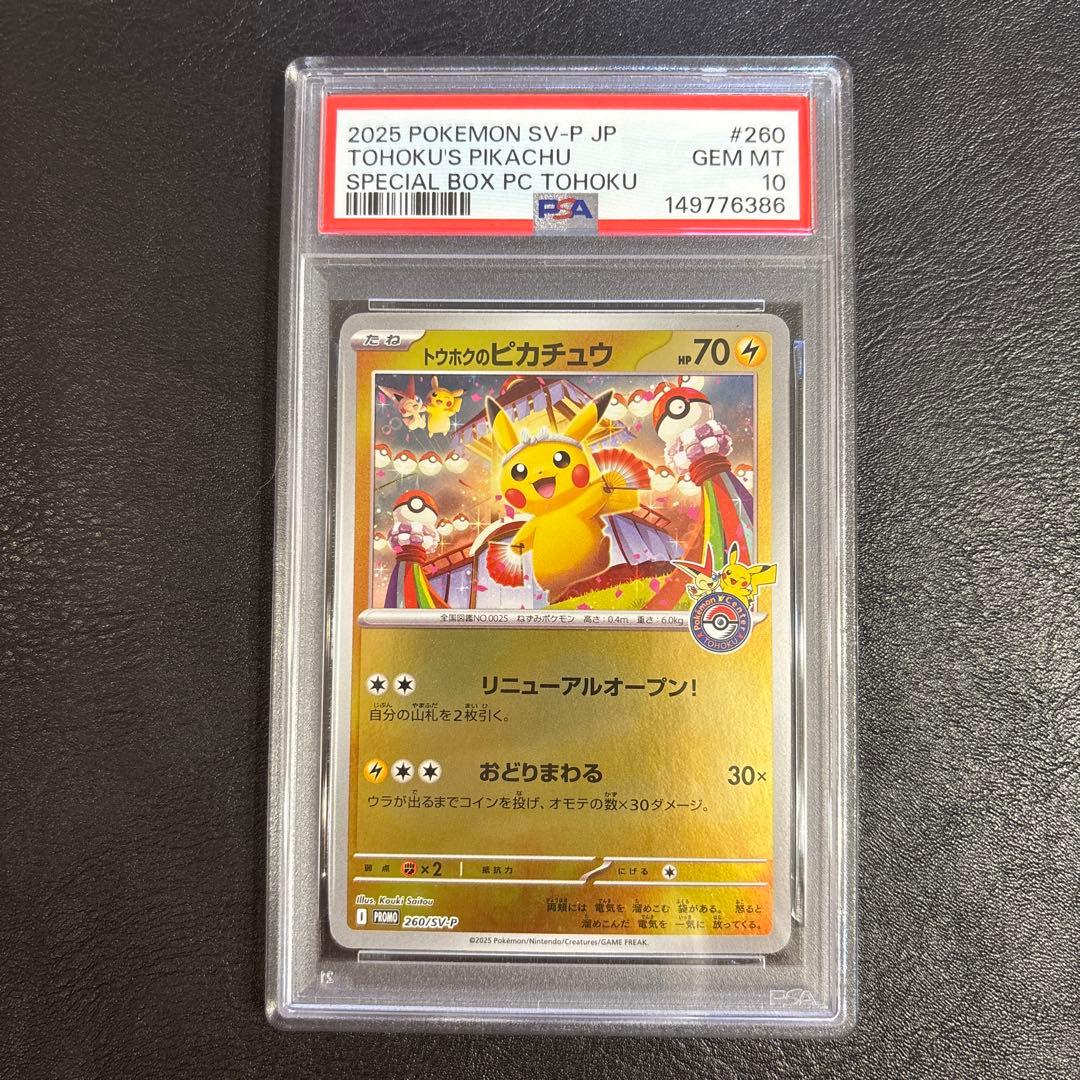 2025 POKEMON SV-P JP #260
TOHOKU'S PIKACHU GEM MT
SPECIAL BOX PC TOHOKU 10
PSA 149776386
たね
トウホクのピカチュウ HP 70
全国図鑑NO.0025 ねずみポケモン 高さ:0.4m 重さ:6.0kg
Pokémon Center
TOHOKU
リニューアルオープン!
自分の山札を2枚引く。
おどりまわる 30×
ウラが出るまでコインを投げ、オモテの数×30ダメージ。
弱点 ×2 抵抗力 にげる
Illus. Kouki Saitou
両頬には 電気を 溜めこむ 袋がある。 怒ると
溜めこんだ 電気を 一気に 放ってくる。
I PROMO 260/SV-P
©2025 Pokémon/Nintendo/Creatures/GAME FREAK.
PSA